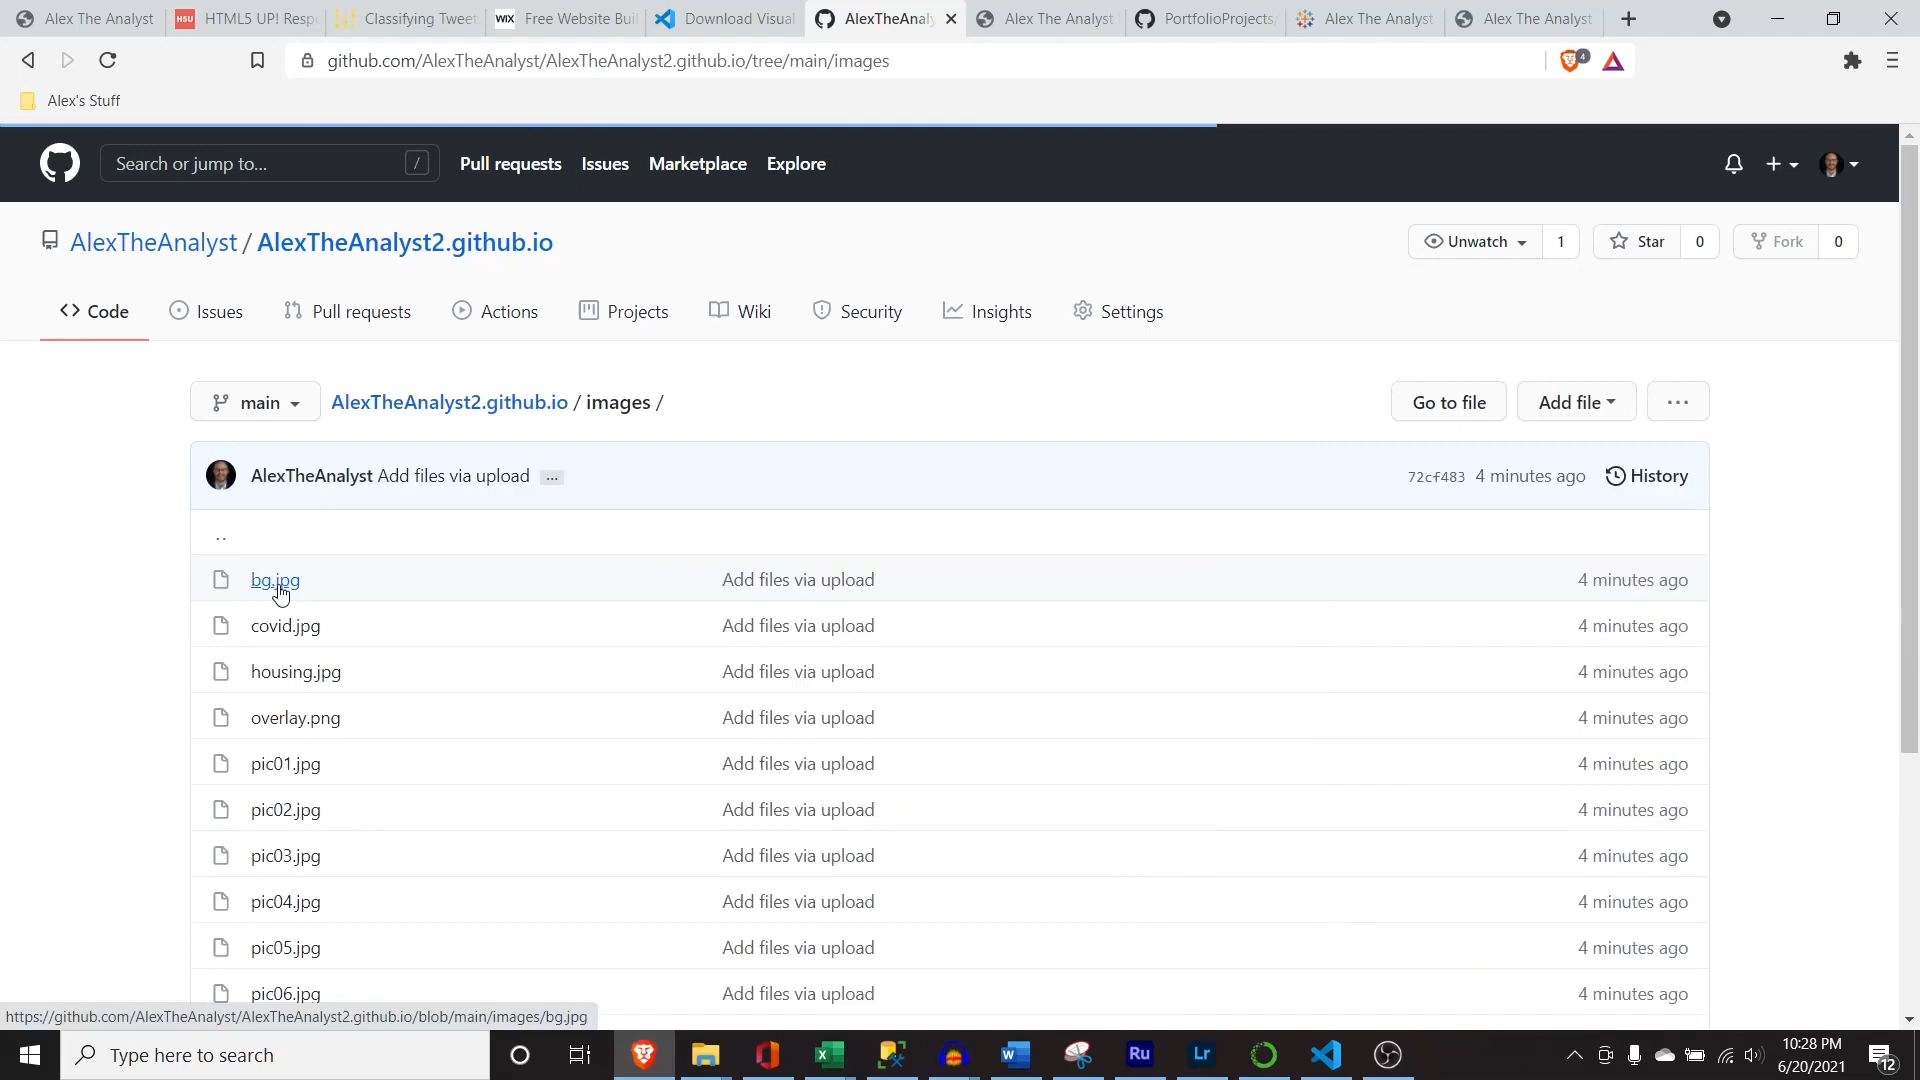 Alex The Analyst
HSU HTML5 UP! Resp
Classifying Tweet
WIX Free Website Buil
Download Visual
AlexTheAnaly
Alex The Analyst
PortfolioProjects/
Alex The Analyst
Alex The Analyst
github.com/AlexTheAnalyst/AlexTheAnalyst2.github.io/tree/main/images
4
Alex's Stuff
Search or jump to... /
Pull requests Issues Marketplace Explore
AlexTheAnalyst / AlexTheAnalyst2.github.io
Unwatch 1
Star 0
Fork 0
Code Issues Pull requests Actions Projects Wiki Security Insights Settings
main AlexTheAnalyst2.github.io / images /
Go to file Add file ...
AlexTheAnalyst Add files via upload ... 72cf483 4 minutes ago History
..
bg.jpg Add files via upload 4 minutes ago
covid.jpg Add files via upload 4 minutes ago
housing.jpg Add files via upload 4 minutes ago
overlay.png Add files via upload 4 minutes ago
pic01.jpg Add files via upload 4 minutes ago
pic02.jpg Add files via upload 4 minutes ago
pic03.jpg Add files via upload 4 minutes ago
pic04.jpg Add files via upload 4 minutes ago
pic05.jpg Add files via upload 4 minutes ago
pic06.jpg Add files via upload 4 minutes ago
https://github.com/AlexTheAnalyst/AlexTheAnalyst2.github.io/blob/main/images/bg.jpg
Type here to search
Ru
Lr
10:28 PM
6/20/2021
12